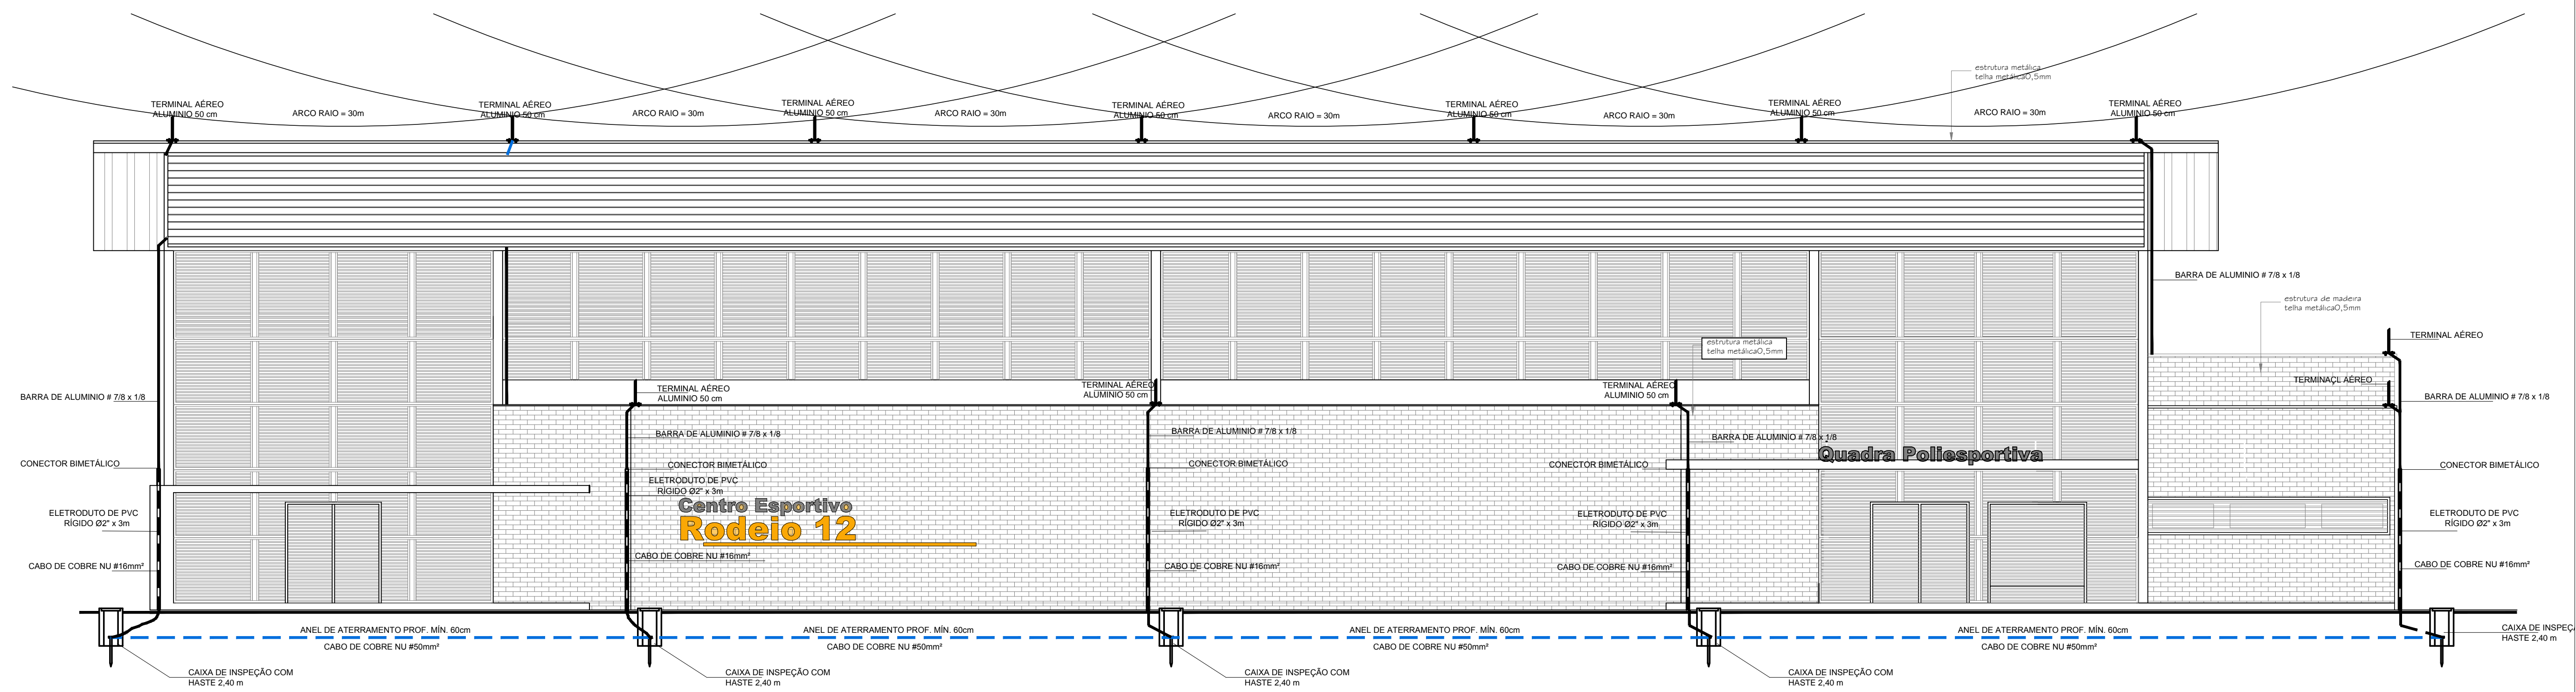 estrutura metálica
telha metálica0,5mm
TERMINAL AÉREO
ALUMINIO 50 cm
ARCO RAIO = 30m
TERMINAL AÉREO
ALUMINIO 50 cm
ARCO RAIO = 30m
TERMINAL AÉREO
ALUMINIO 50 cm
ARCO RAIO = 30m
TERMINAL AÉREO
ALUMINIO 50 cm
ARCO RAIO = 30m
TERMINAL AÉREO
ALUMINIO 50 cm
ARCO RAIO = 30m
TERMINAL AÉREO
ALUMINIO 50 cm
ARCO RAIO = 30m
TERMINAL AÉREO
ALUMINIO 50 cm
BARRA DE ALUMINIO # 7/8 x 1/8
estrutura de madeira
telha metálica0,5mm
TERMINAL AÉREO
estrutura metálica
telha metálica0,5mm
TERMINAÇL AÉREO
TERMINAL AÉREO
ALUMINIO 50 cm
TERMINAL AÉREO
ALUMINIO 50 cm
TERMINAL AÉREO
ALUMINIO 50 cm
BARRA DE ALUMINIO # 7/8 x 1/8
BARRA DE ALUMINIO # 7/8 x 1/8
BARRA DE ALUMINIO # 7/8 x 1/8
BARRA DE ALUMINIO # 7/8 x 1/8
BARRA DE ALUMINIO # 7/8 x 1/8
Quadra Poliesportiva
CONECTOR BIMETÁLICO
CONECTOR BIMETÁLICO
CONECTOR BIMETÁLICO
CONECTOR BIMETÁLICO
CONECTOR BIMETÁLICO
ELETRODUTO DE PVC
RÍGIDO Ø2" x 3m
Centro Esportivo
Rodeio 12
ELETRODUTO DE PVC
RÍGIDO Ø2" x 3m
ELETRODUTO DE PVC
RÍGIDO Ø2" x 3m
ELETRODUTO DE PVC
RÍGIDO Ø2" x 3m
ELETRODUTO DE PVC
RÍGIDO Ø2" x 3m
CABO DE COBRE NU #16mm²
CABO DE COBRE NU #16mm²
CABO DE COBRE NU #16mm²
CABO DE COBRE NU #16mm²
CABO DE COBRE NU #16mm²
ANEL DE ATERRAMENTO PROF. MÍN. 60cm
CABO DE COBRE NU #50mm²
ANEL DE ATERRAMENTO PROF. MÍN. 60cm
CABO DE COBRE NU #50mm²
ANEL DE ATERRAMENTO PROF. MÍN. 60cm
CABO DE COBRE NU #50mm²
ANEL DE ATERRAMENTO PROF. MÍN. 60cm
CABO DE COBRE NU #50mm²
CAIXA DE INSPEÇ
HASTE 2,40 m
CAIXA DE INSPEÇÃO COM
HASTE 2,40 m
CAIXA DE INSPEÇÃO COM
HASTE 2,40 m
CAIXA DE INSPEÇÃO COM
HASTE 2,40 m
CAIXA DE INSPEÇÃO COM
HASTE 2,40 m